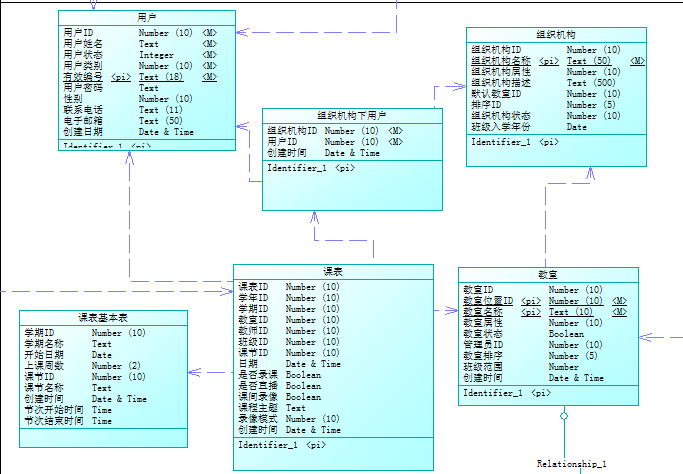 用户
用户ID Number (10) <M>
用户姓名 Text <M>
用户状态 Integer <M>
用户类别 Number (10) <M>
有效编号 <pi> Text (18) <M>
用户密码 Text
性别 Number (10)
联系电话 Text (11)
电子邮箱 Text (50)
创建日期 Date & Time
Identifier_1 <pi>
组织机构
组织机构ID Number (10)
组织机构名称 <pi> Text (50) <M>
组织机构属性 Number (10)
组织机构描述 Text (500)
默认教室ID Number (10)
排序ID Number (5)
组织机构状态 Number (10)
班级入学年份 Date
Identifier_1 <pi>
组织机构下用户
组织机构ID Number (10) <M>
用户ID Number (10) <M>
创建时间 Date & Time
Identifier_1 <pi>
课表
课表ID Number (10)
学年ID Number (10)
学期ID Number (10)
教室ID Number (10)
教师ID Number (10)
班级ID Number (10)
课节ID Number (10)
日期 Date & Time
是否录课 Boolean
是否直播 Boolean
课间录像 Boolean
课程主题 Text
录像模式 Number (10)
创建时间 Date & Time
Identifier_1 <pi>
教室
教室ID Number (10)
教室位置ID <pi> Number (10) <M>
教室名称 <pi> Text (10) <M>
教室属性 Number (10)
教室状态 Boolean
管理员ID Number (10)
教室排序 Number (5)
班级范围 Number
创建时间 Date & Time
Identifier_1 <pi>
课表基本表
学期ID Number (10)
学期名称 Text
开始日期 Date
上课周数 Number (2)
课节ID Number (10)
课节名称 Text
创建时间 Date & Time
节次开始时间 Time
节次结束时间 Time
Relationship_1